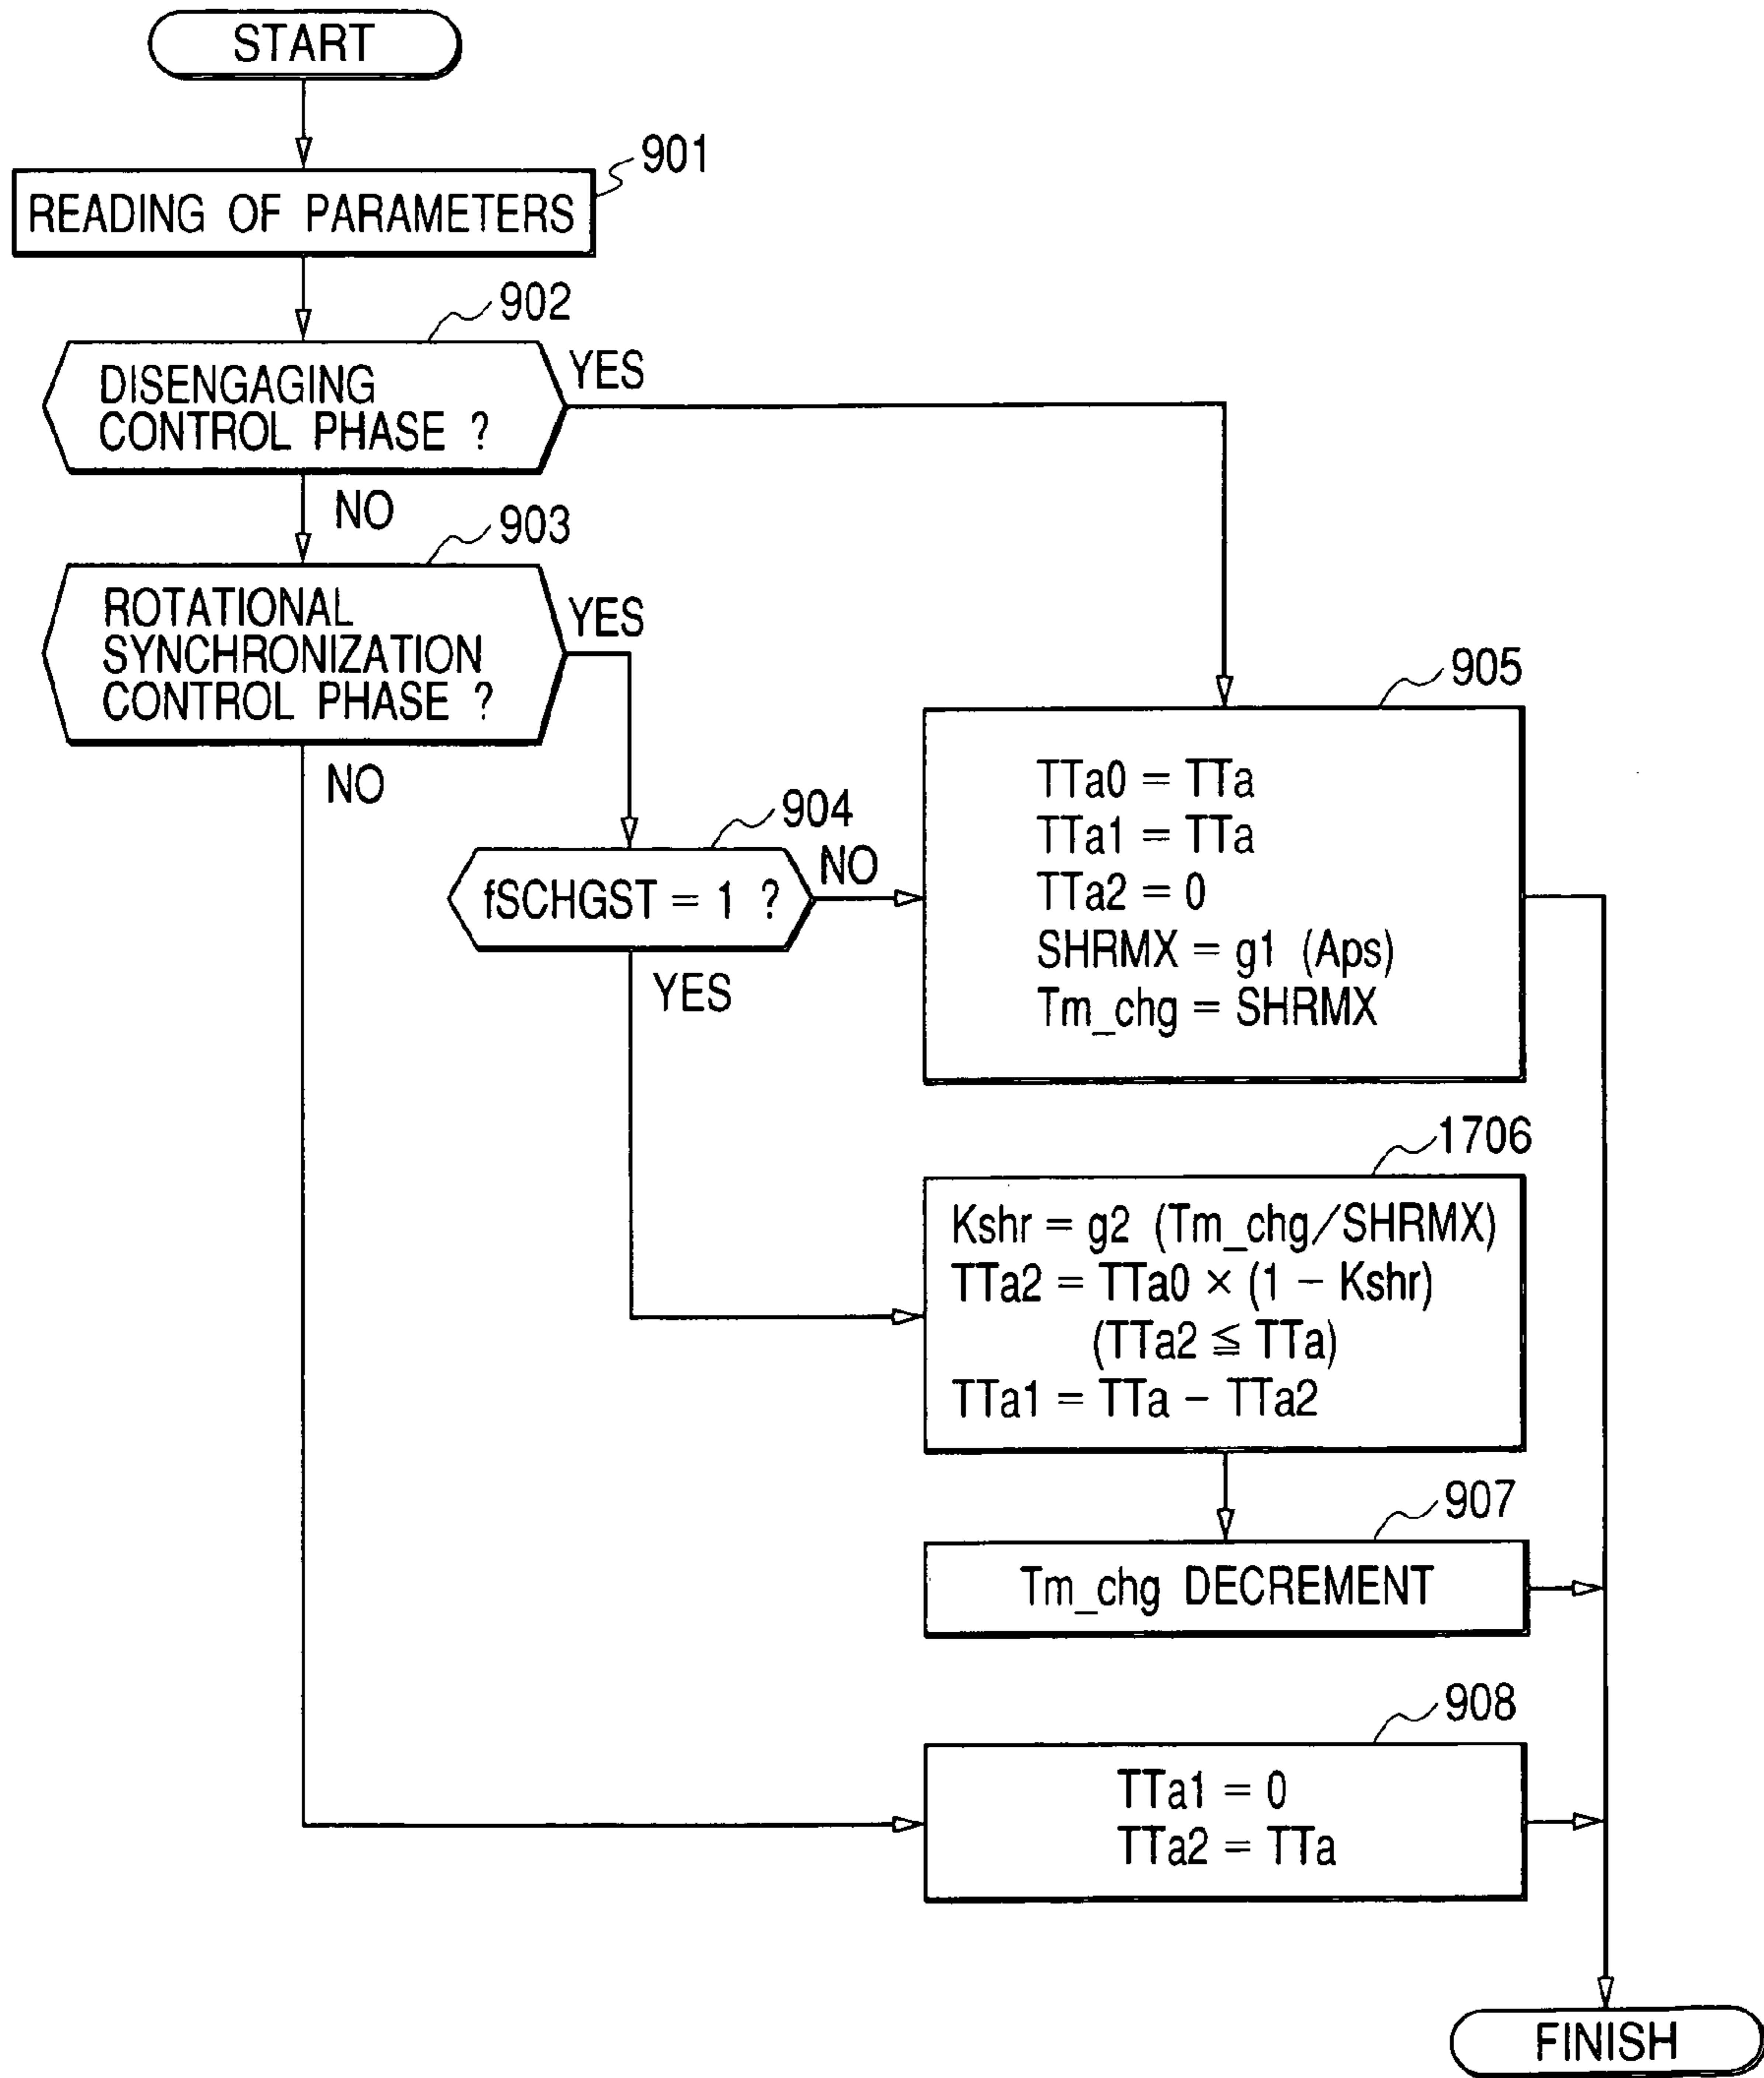 START
901
READING OF PARAMETERS
902
DISENGAGING
CONTROL PHASE ?
YES
NO
903
ROTATIONAL
SYNCHRONIZATION
CONTROL PHASE ?
YES
NO
904
fSCHGST = 1 ?
NO
YES
905
TTa0 = TTa
TTa1 = TTa
TTa2 = 0
SHRMX = g1 (Aps)
Tm_chg = SHRMX
1706
Kshr = g2 (Tm_chg/SHRMX)
TTa2 = TTa0 × (1 − Kshr)
(TTa2 ≦ TTa)
TTa1 = TTa − TTa2
907
Tm_chg DECREMENT
908
TTa1 = 0
TTa2 = TTa
FINISH